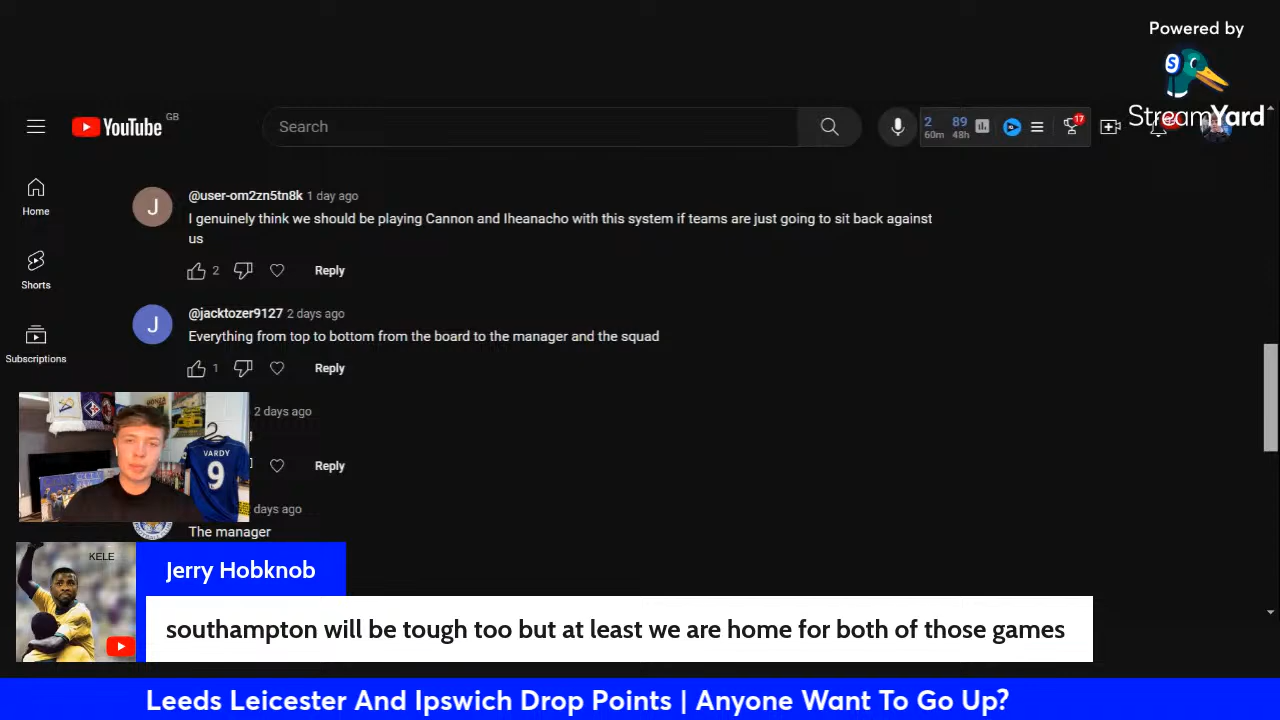 Powered by
StreamYard
YouTube GB
Search
2 60m
89 48h
17
Home
@user-om2zn5tn8k 1 day ago
I genuinely think we should be playing Cannon and Iheanacho with this system if teams are just going to sit back against
us
2 Reply
Shorts
@jacktozer9127 2 days ago
Everything from top to bottom from the board to the manager and the squad
Subscriptions
1 Reply
2 days ago
Reply
VARDY
9
days ago
The manager
KELE
Jerry Hobknob
southampton will be tough too but at least we are home for both of those games
Leeds Leicester And Ipswich Drop Points | Anyone Want To Go Up?